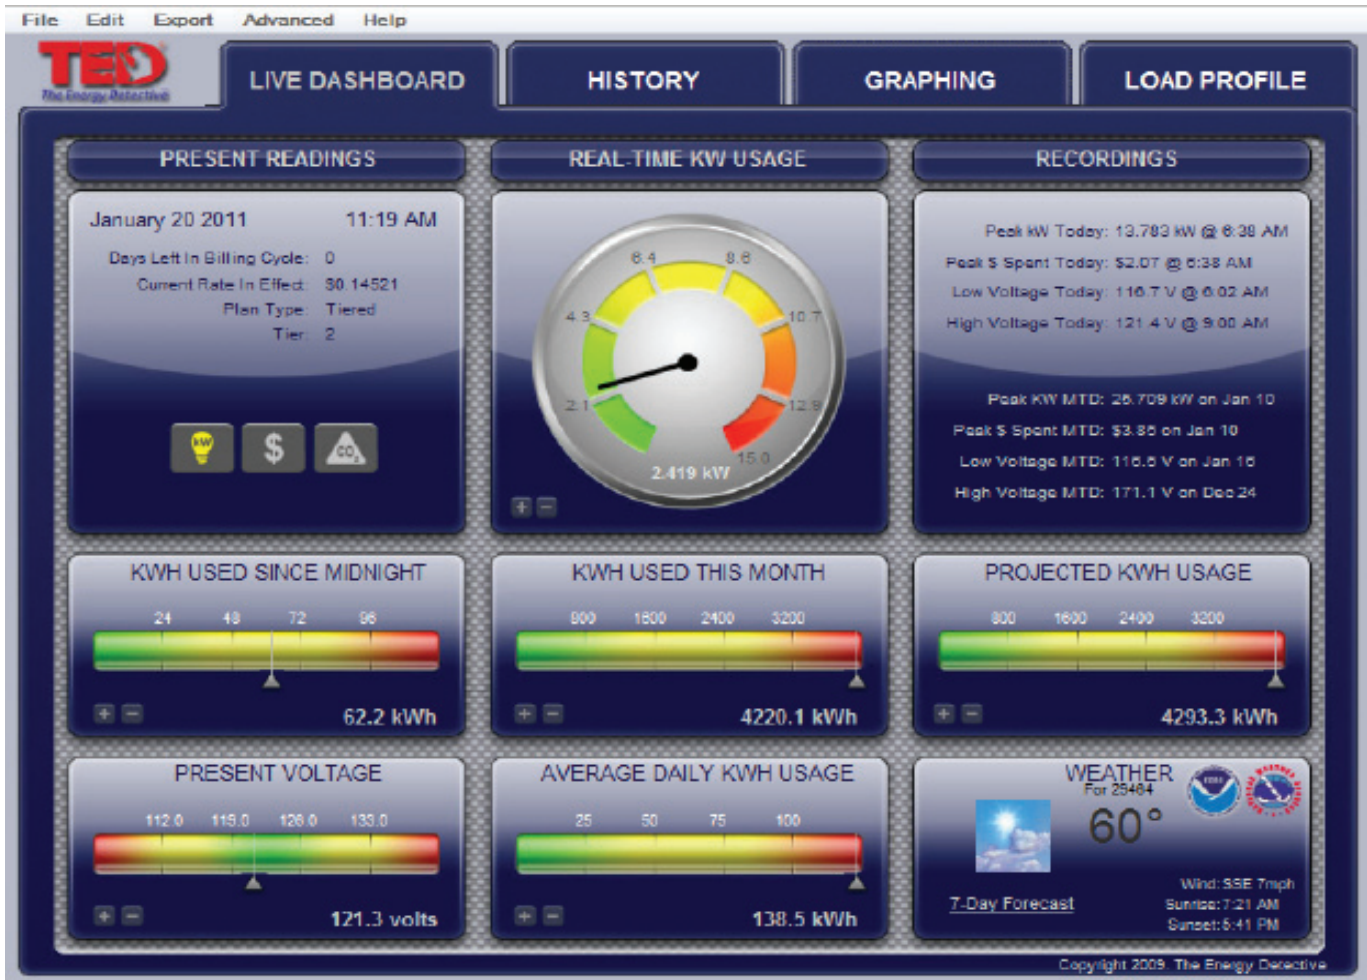 File Edit Export Advanced Help
TED
The Energy Detective
LIVE DASHBOARD
HISTORY
GRAPHING
LOAD PROFILE
PRESENT READINGS
January 20 2011 11:19 AM
Days Left In Billing Cycle: 0
Current Rate In Effect: $0.14521
Plan Type: Tiered
Tier: 2
kW
$
CO2
REAL-TIME KW USAGE
2.1
4.3
6.4
8.6
10.7
12.9
15.0
2.419 kW
+ −
RECORDINGS
Peak kW Today: 13.783 kW @ 6:38 AM
Peak $ Spent Today: $2.07 @ 6:38 AM
Low Voltage Today: 116.7 V @ 6:02 AM
High Voltage Today: 121.4 V @ 9:00 AM
Peak KW MTD: 26.709 kW on Jan 10
Peak $ Spent MTD: $3.86 on Jan 10
Low Voltage MTD: on Jan
High Voltage MTD: 171.1 V on Dec 24
KWH USED SINCE MIDNIGHT
24 48 72 96
+ −
62.2 kWh
KWH USED THIS MONTH
800 1600 2400 3200
+ −
4220.1 kWh
PROJECTED KWH USAGE
800 1600 2400 3200
+ −
4293.3 kWh
PRESENT VOLTAGE
112.0 119.0 126.0 133.0
+ −
121.3 volts
AVERAGE DAILY KWH USAGE
25 50 75 100
+ −
138.5 kWh
WEATHER
For 29464
60°
7-Day Forecast
Wind: SSE 7mph
Sunrise: 7:21 AM
Sunset: 5:41 PM
Copyright 2009. The Energy Detective